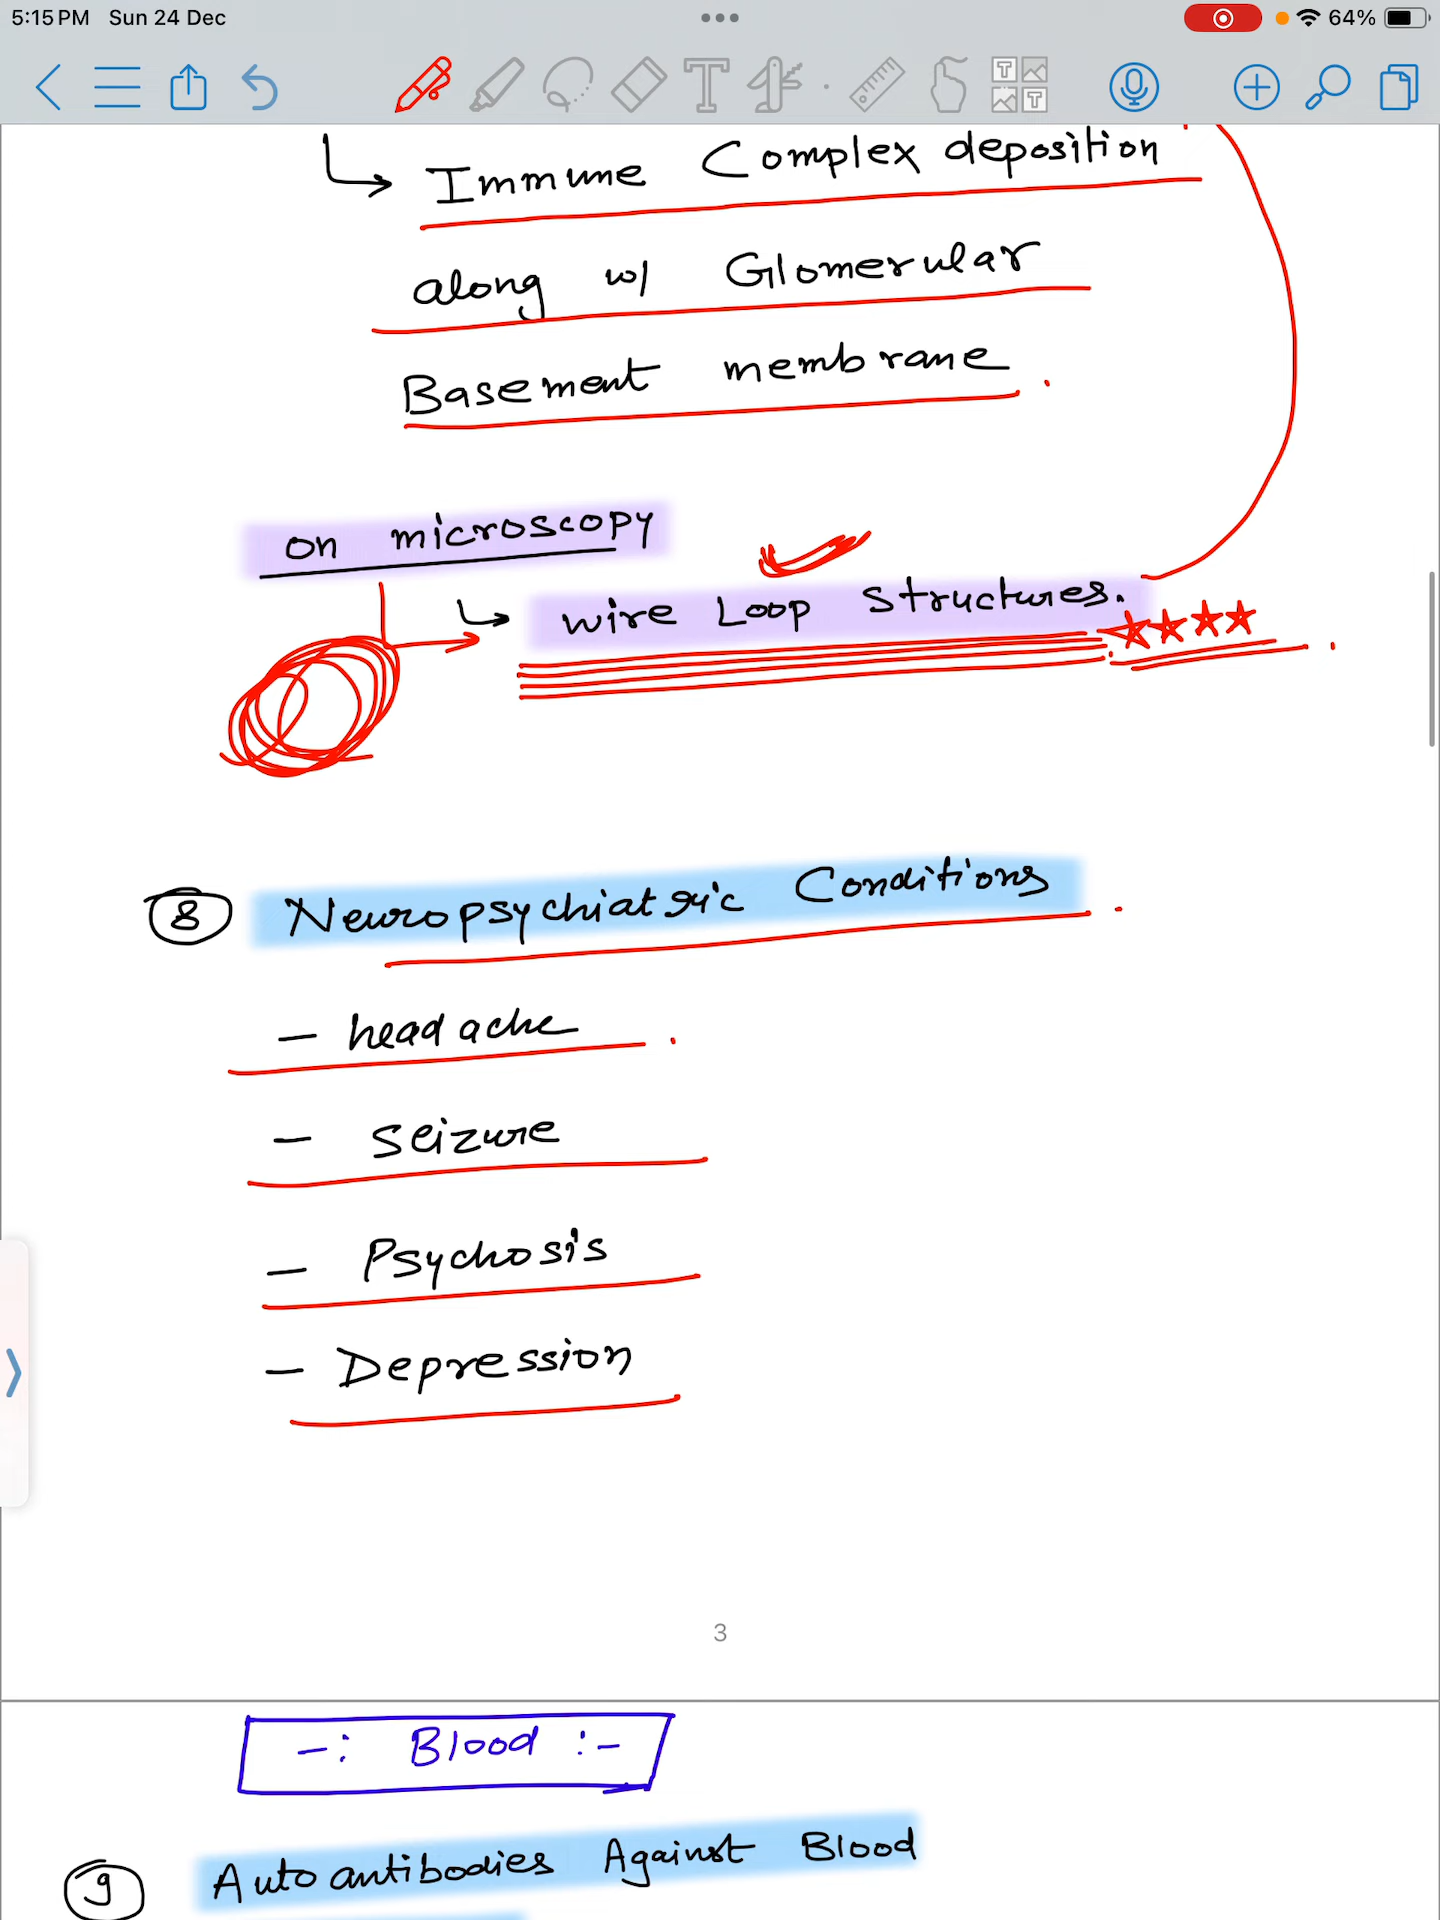 5:15 PM Sun 24 Dec
64%
Immune Complex deposition
along w/ Glomerular
Basement membrane
on microscopy
wire Loop structures.
8 Neuropsychiatric Conditions
– headache
– seizure
– Psychosis
– Depression
3
-: Blood :-
9 Autoantibodies Against Blood